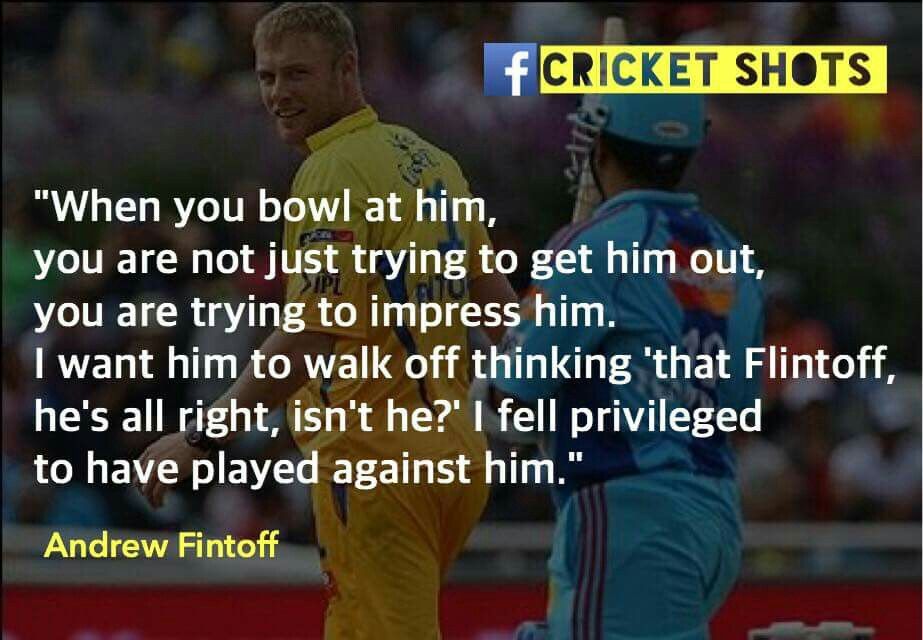 f CRICKET SHOTS
"When you bowl at him,
you are not just trying to get him out,
you are trying to impress him.
I want him to walk off thinking 'that Flintoff,
he's all right, isn't he?' I fell privileged
to have played against him."
Andrew Fintoff
IPL